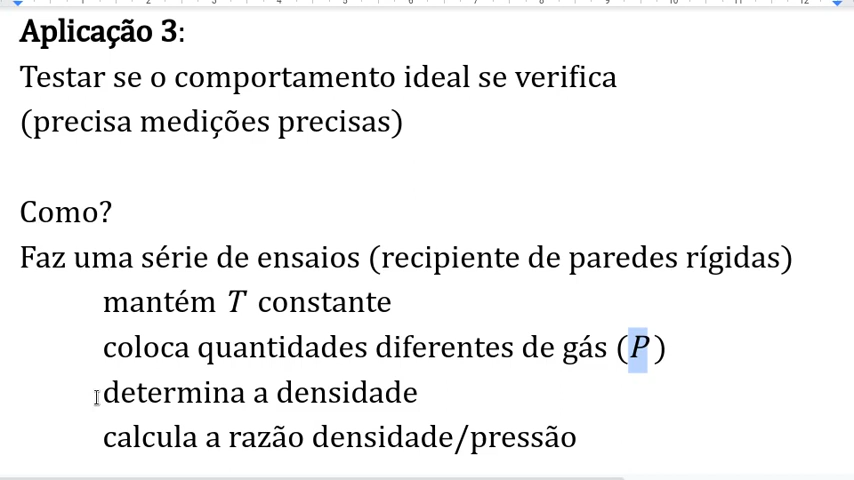 Aplicação 3:
Testar se o comportamento ideal se verifica
(precisa medições precisas)
Como?
Faz uma série de ensaios (recipiente de paredes rígidas)
mantém T constante
coloca quantidades diferentes de gás (P)
determina a densidade
calcula a razão densidade/pressão